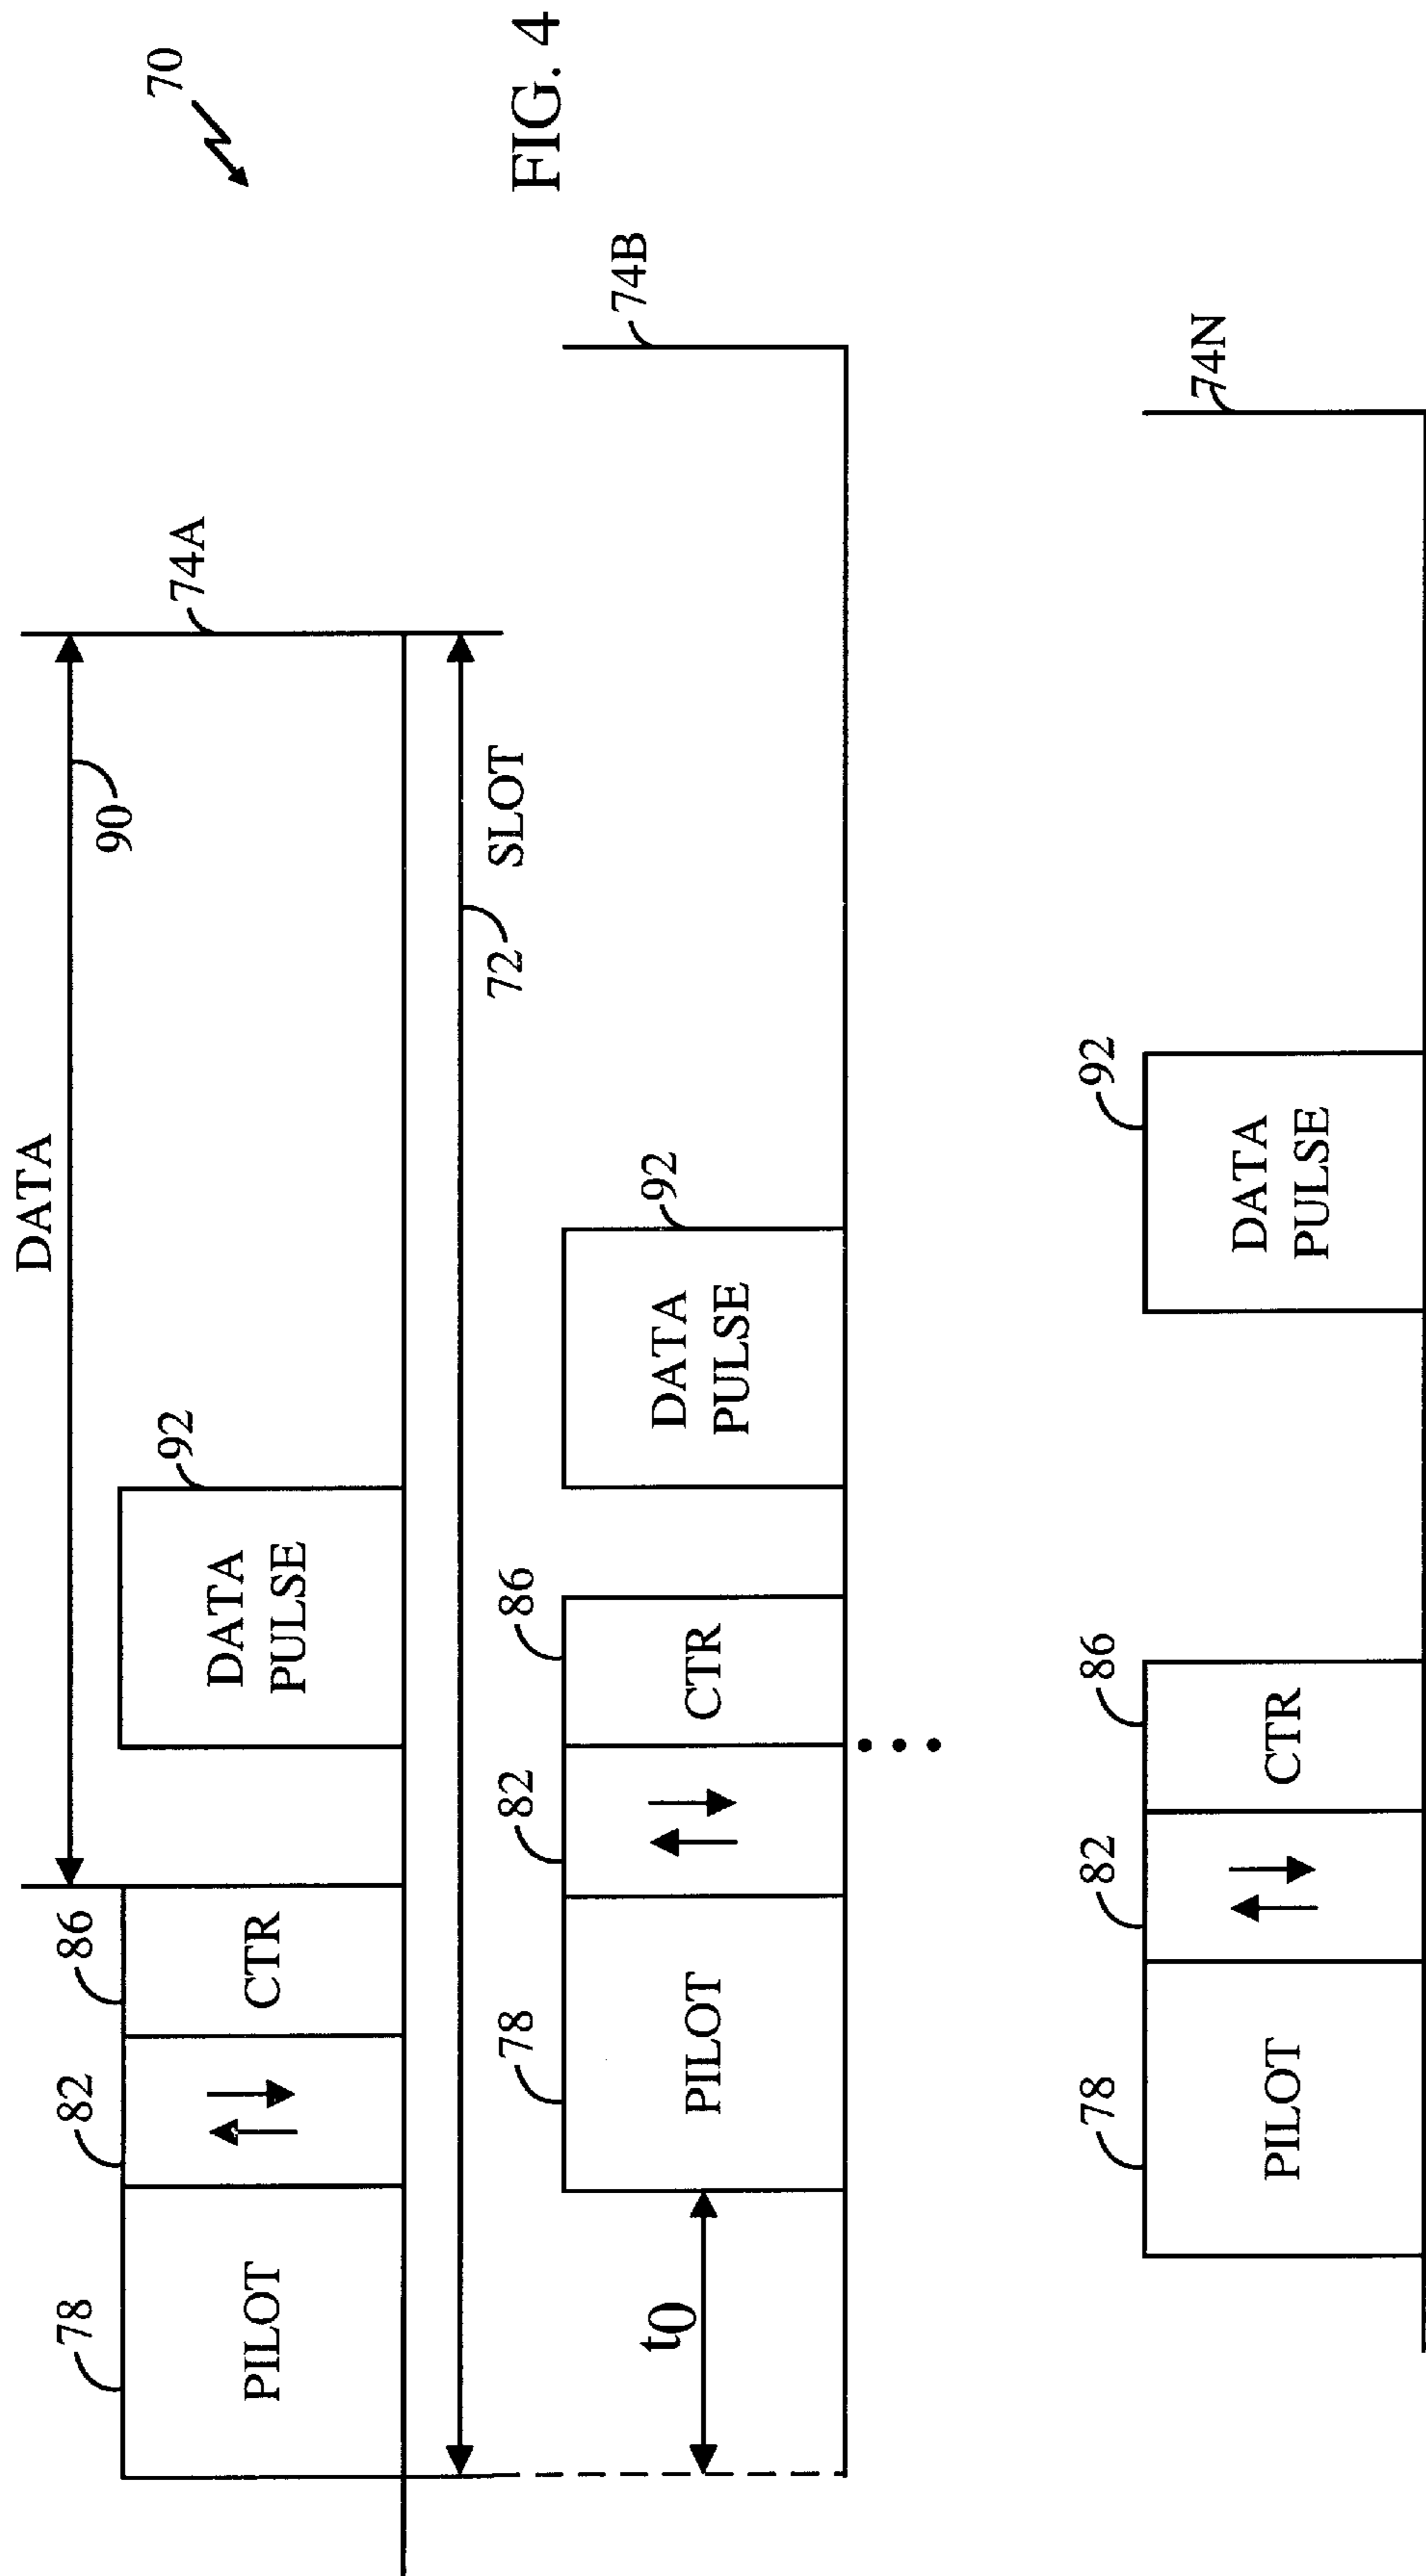 70
FIG. 4
DATA
90
74A
78
82
86
92
PILOT
CTR
DATA
PULSE
72
SLOT
74B
t0
78
82
86
92
PILOT
CTR
DATA
PULSE
74N
78
82
86
92
PILOT
CTR
DATA
PULSE